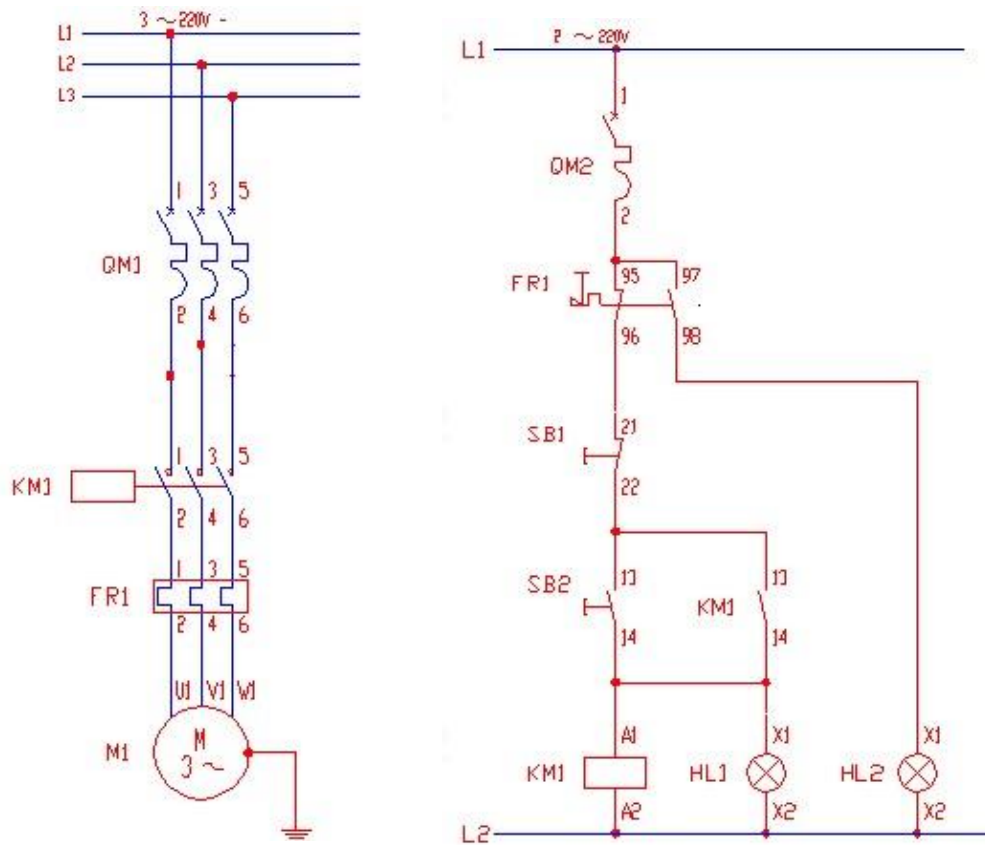 3 ～220V -
L1
L2
L3
1 3 5
QM1
2 4 6
1 3 5
KM1
2 4 6
1 3 5
FR1
2 4 6
U1 V1 W1
M1
M
3 ～
2 ～220V
L1
1
QM2
2
FR1
95 97
96 98
21
SB1
22
13 13
SB2 KM1
14 14
A1 X1 X1
KM1 HL1 HL2
A2 X2 X2
L2